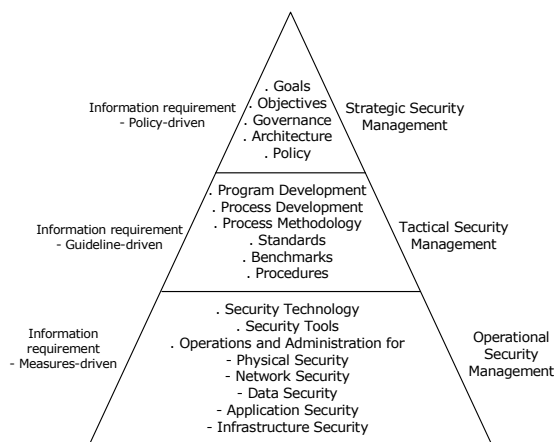 . Goals
. Objectives
. Governance
. Architecture
. Policy
Information requirement
- Policy-driven
Strategic Security
Management
. Program Development
. Process Development
. Process Methodology
. Standards
. Benchmarks
. Procedures
Information requirement
- Guideline-driven
Tactical Security
Management
. Security Technology
. Security Tools
. Operations and Administration for
- Physical Security
- Network Security
- Data Security
- Application Security
- Infrastructure Security
Information
requirement
- Measures-driven
Operational
Security
Management